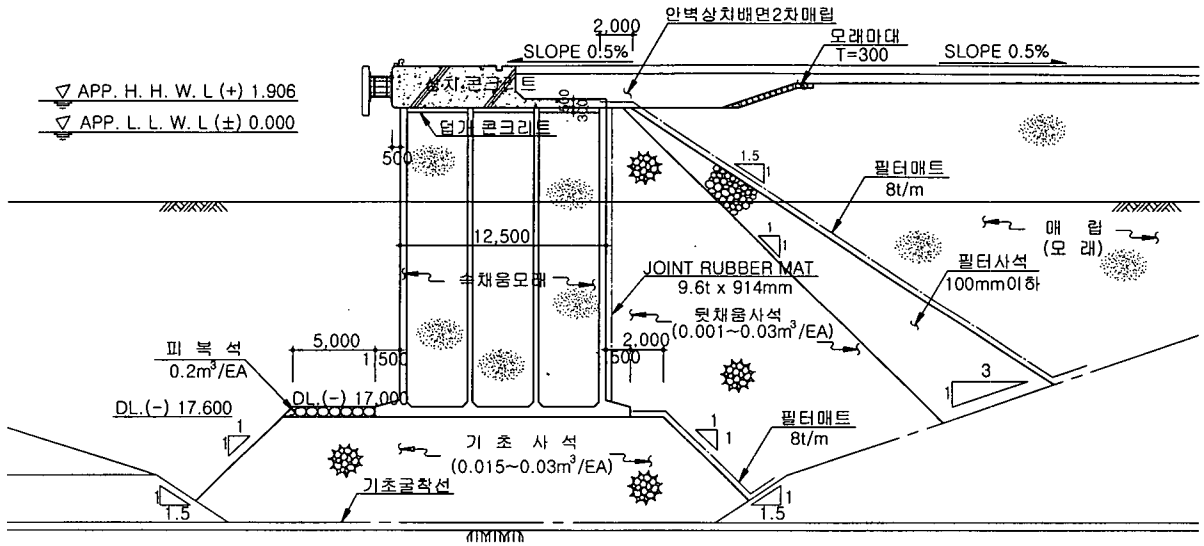 안벽상치배면2차매립
2,000
모래마대
T=300
SLOPE 0.5%
SLOPE 0.5%
APP. H. H. W. L (+) 1.906
상치콘크리트
500
300
APP. L. L. W. L (±) 0.000
덮개 콘크리트
500
1.5
1
필터매트
8t/m
12,500
1
1
매 립
(모 래)
JOINT RUBBER MAT
9.6t x 914mm
속채움모래
필터사석
100mm이하
뒷채움사석
(0.001~0.03m³/EA)
5,000
1,500
1,500
2,000
피 복 석
0.2m³/EA
DL.(-) 17.000
DL.(-) 17.600
3
1
1
1
기 초 사 석
(0.015~0.03m³/EA)
1
1
필터매트
8t/m
기초굴착선
1
1.5
1
1.5